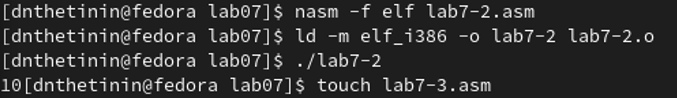 [dnthetinin@fedora lab07]$ nasm -f elf lab7-2.asm
[dnthetinin@fedora lab07]$ ld -m elf_i386 -o lab7-2 lab7-2.o
[dnthetinin@fedora lab07]$ ./lab7-2
10[dnthetinin@fedora lab07]$ touch lab7-3.asm